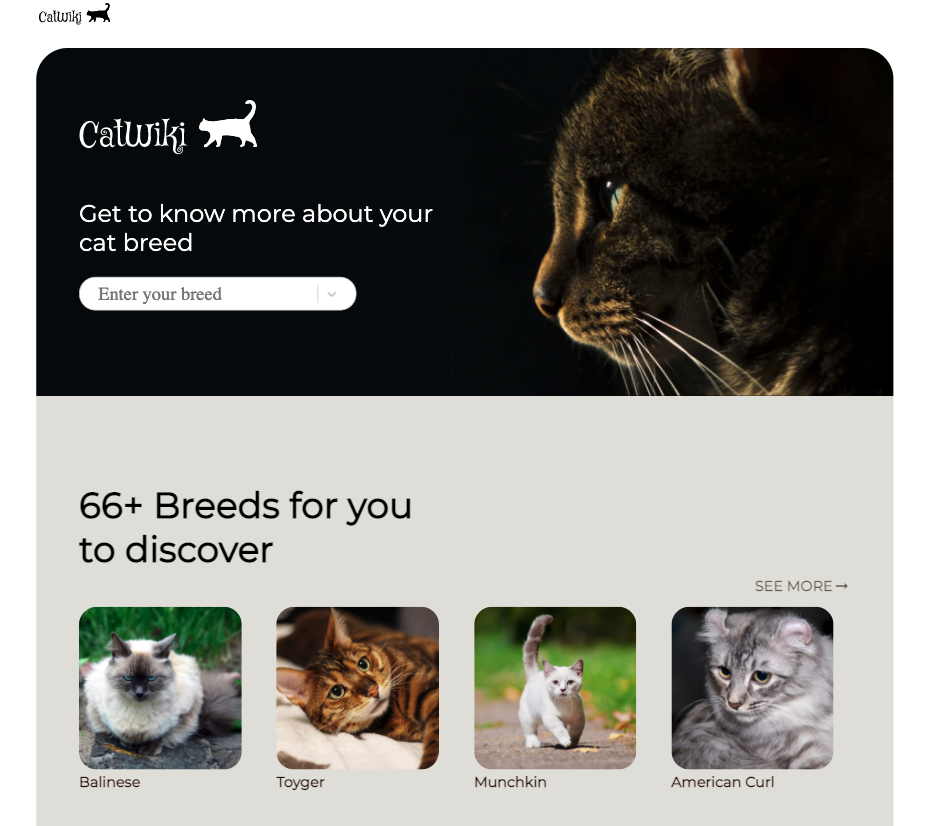 CatWiki
CatWiki
Get to know more about your
cat breed
Enter your breed
66+ Breeds for you
to discover
SEE MORE
Balinese
Toyger
Munchkin
American Curl